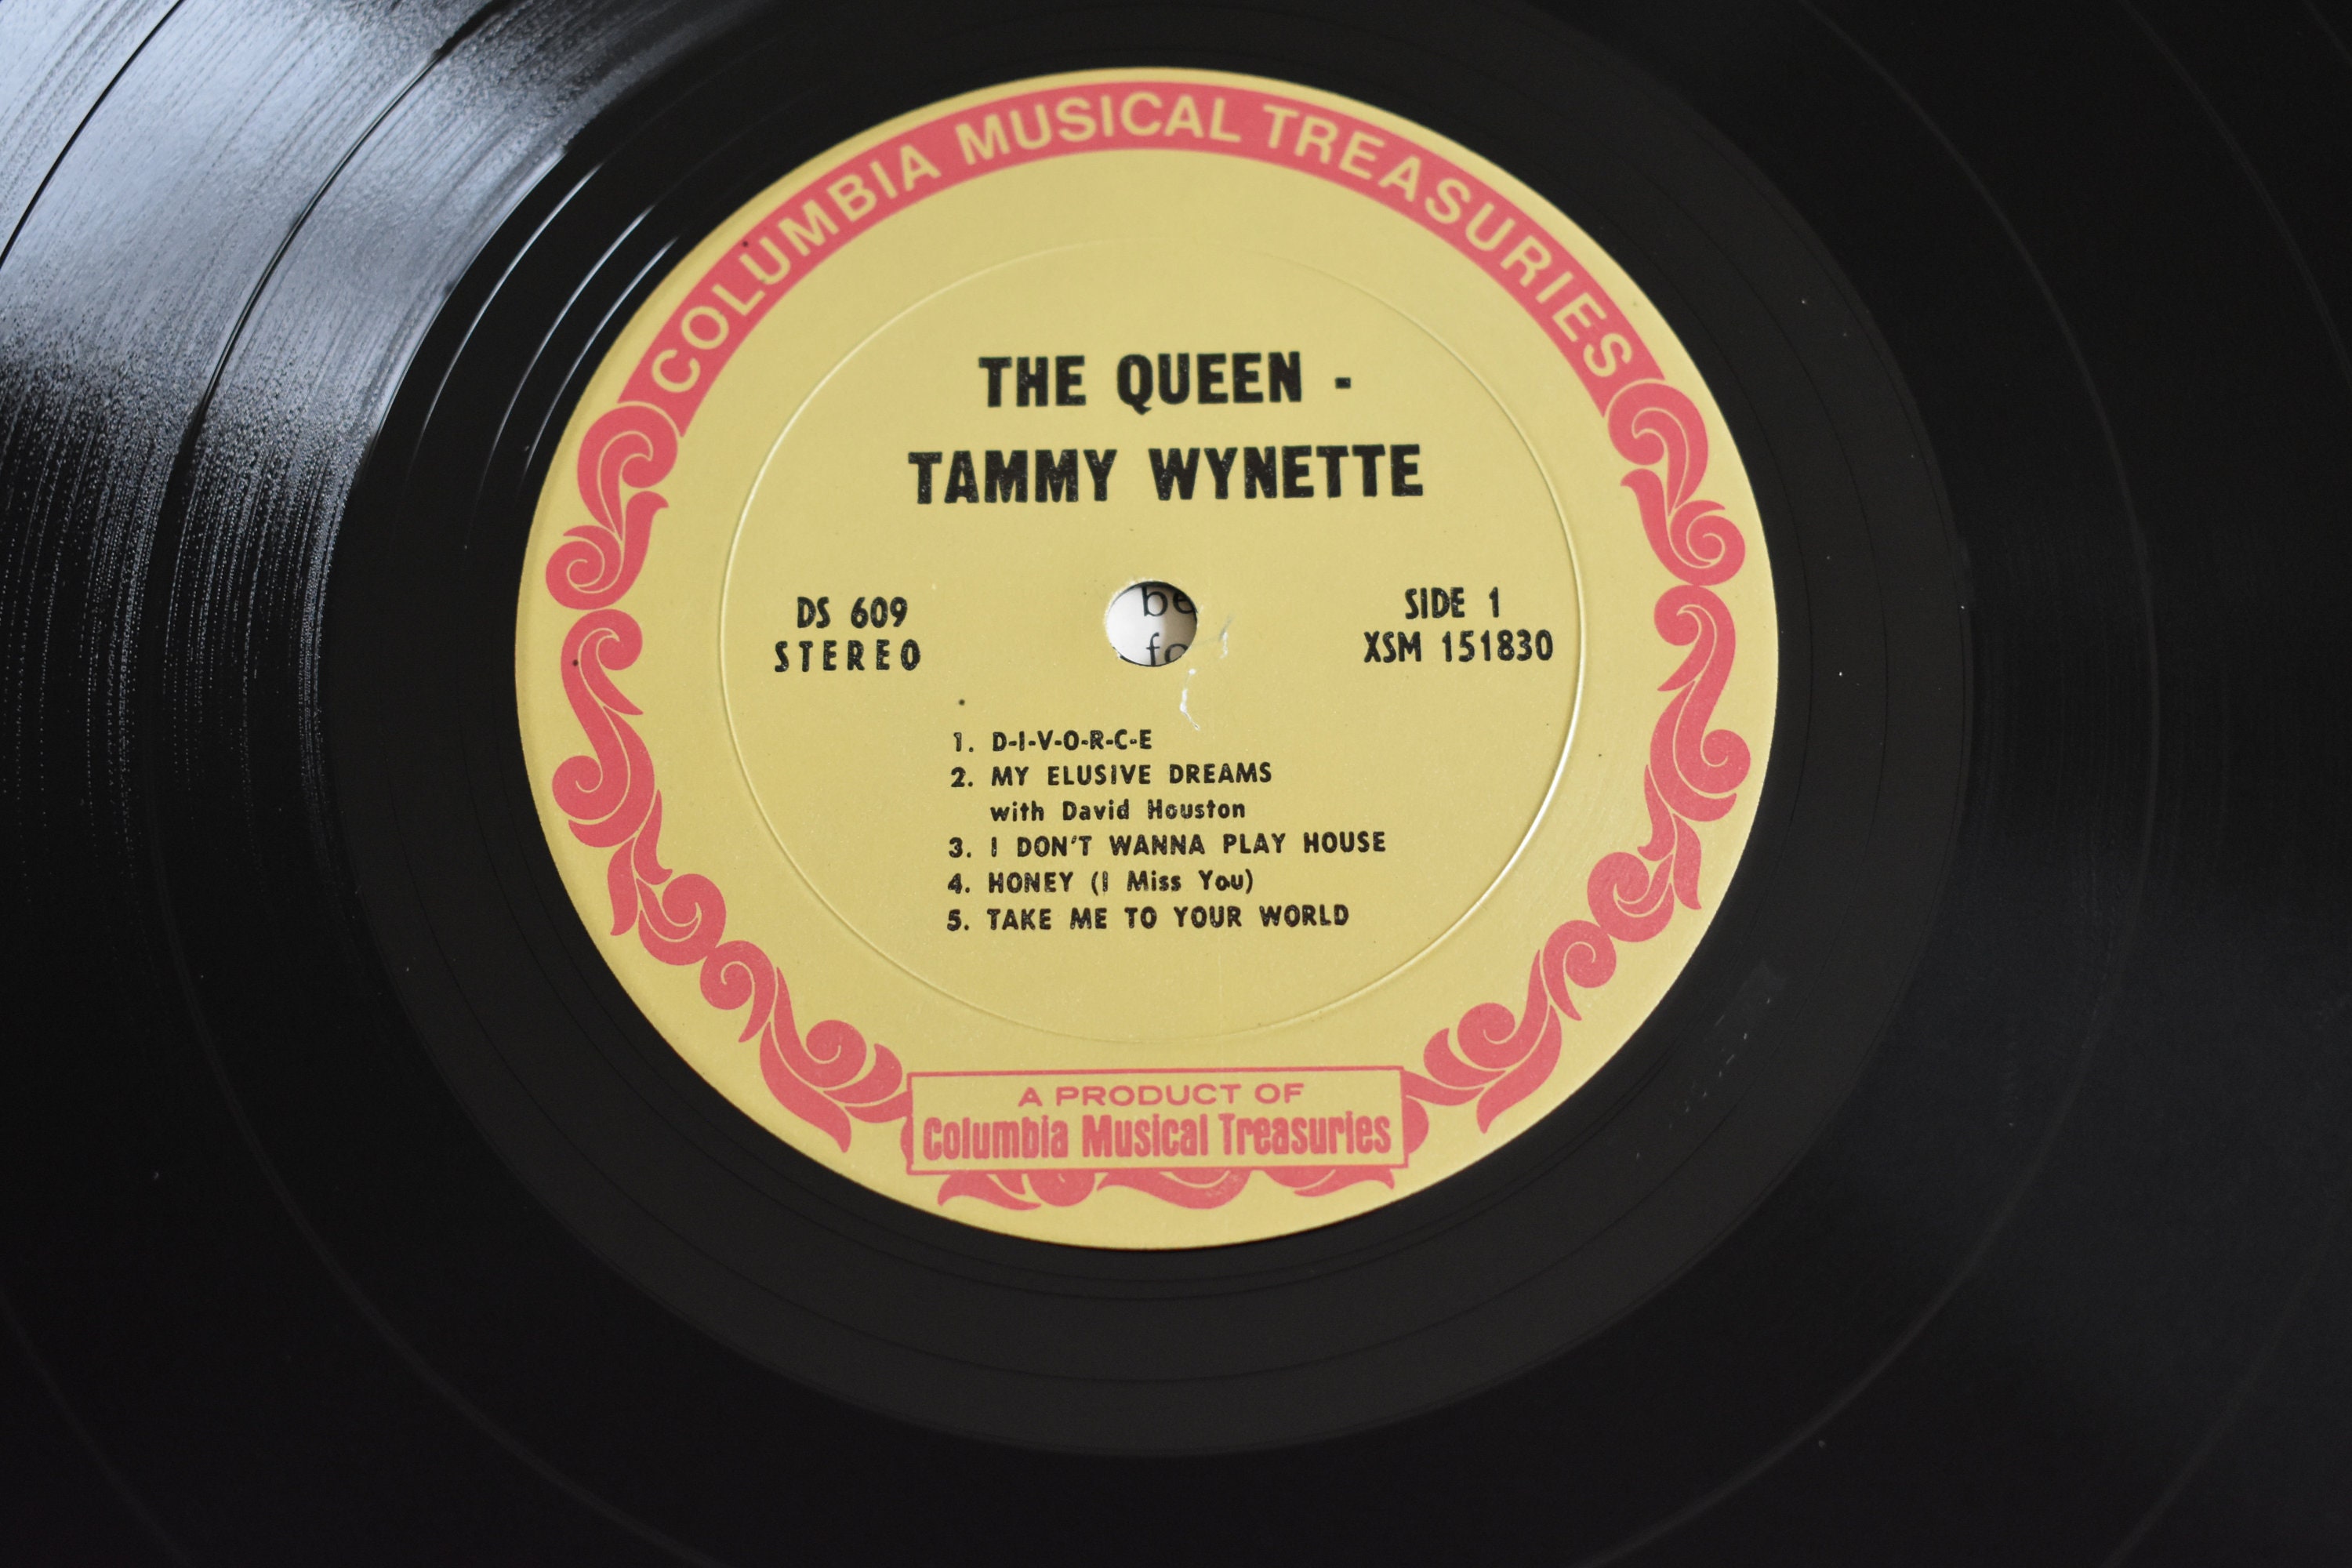 COLUMBIA MUSICAL TREASURIES
THE QUEEN -
TAMMY WYNETTE
DS 609
STEREO
SIDE 1
XSM 151830
be
fo
1. D-I-V-O-R-C-E
2. MY ELUSIVE DREAMS
with David Houston
3. I DON'T WANNA PLAY HOUSE
4. HONEY (I Miss You)
5. TAKE ME TO YOUR WORLD
A PRODUCT OF
Columbia Musical Treasuries